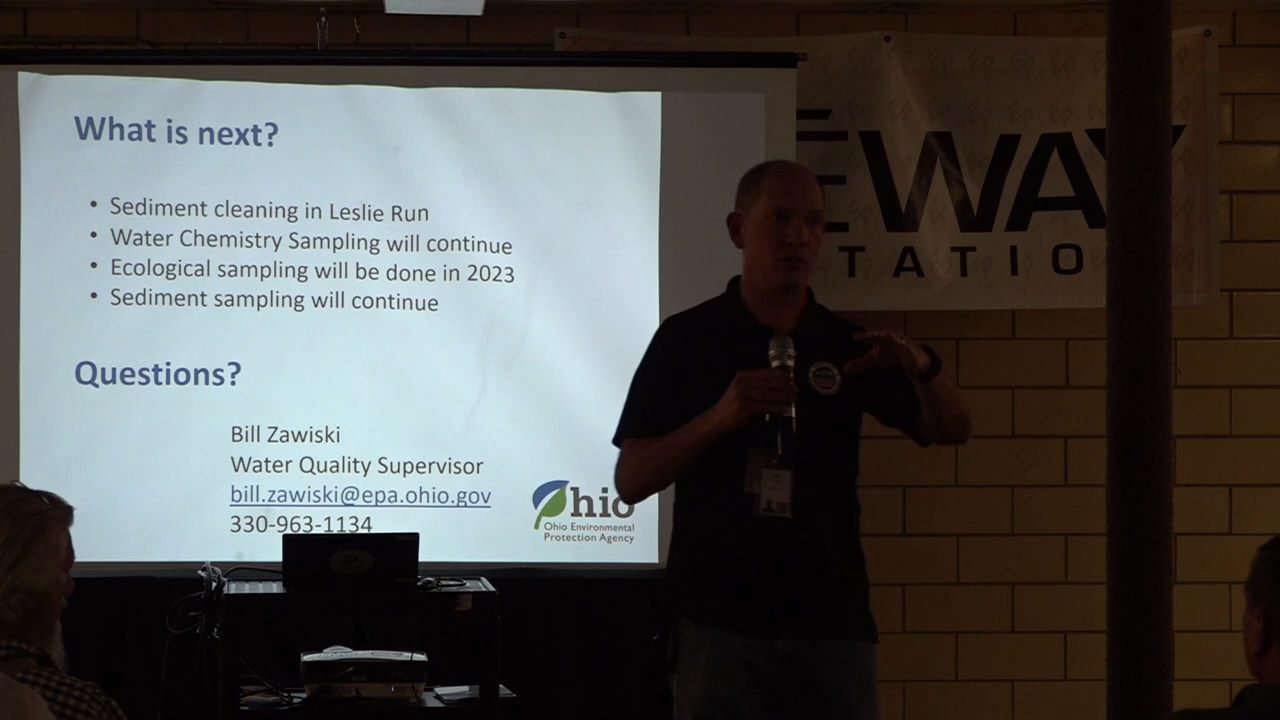 What is next?
• Sediment cleaning in Leslie Run
• Water Chemistry Sampling will continue
• Ecological sampling will be done in 2023
• Sediment sampling will continue
Questions?
Bill Zawiski
Water Quality Supervisor
bill.zawiski@epa.ohio.gov
330-963-1134
Ohio
Ohio Environmental
Protection Agency
EWAY
TATIO